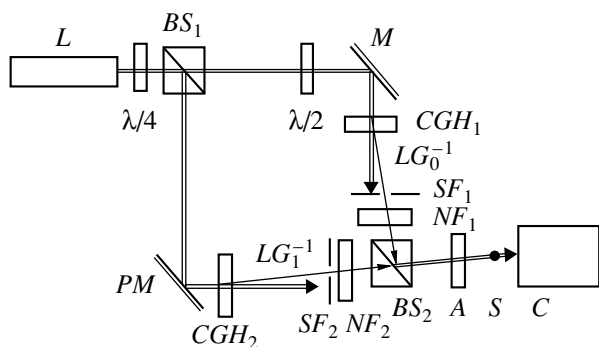 L
BS₁
M
λ/4
λ/2
CGH₁
LG₀⁻¹
SF₁
NF₁
LG₁⁻¹
PM
CGH₂
SF₂ NF₂
BS₂
A
S
C